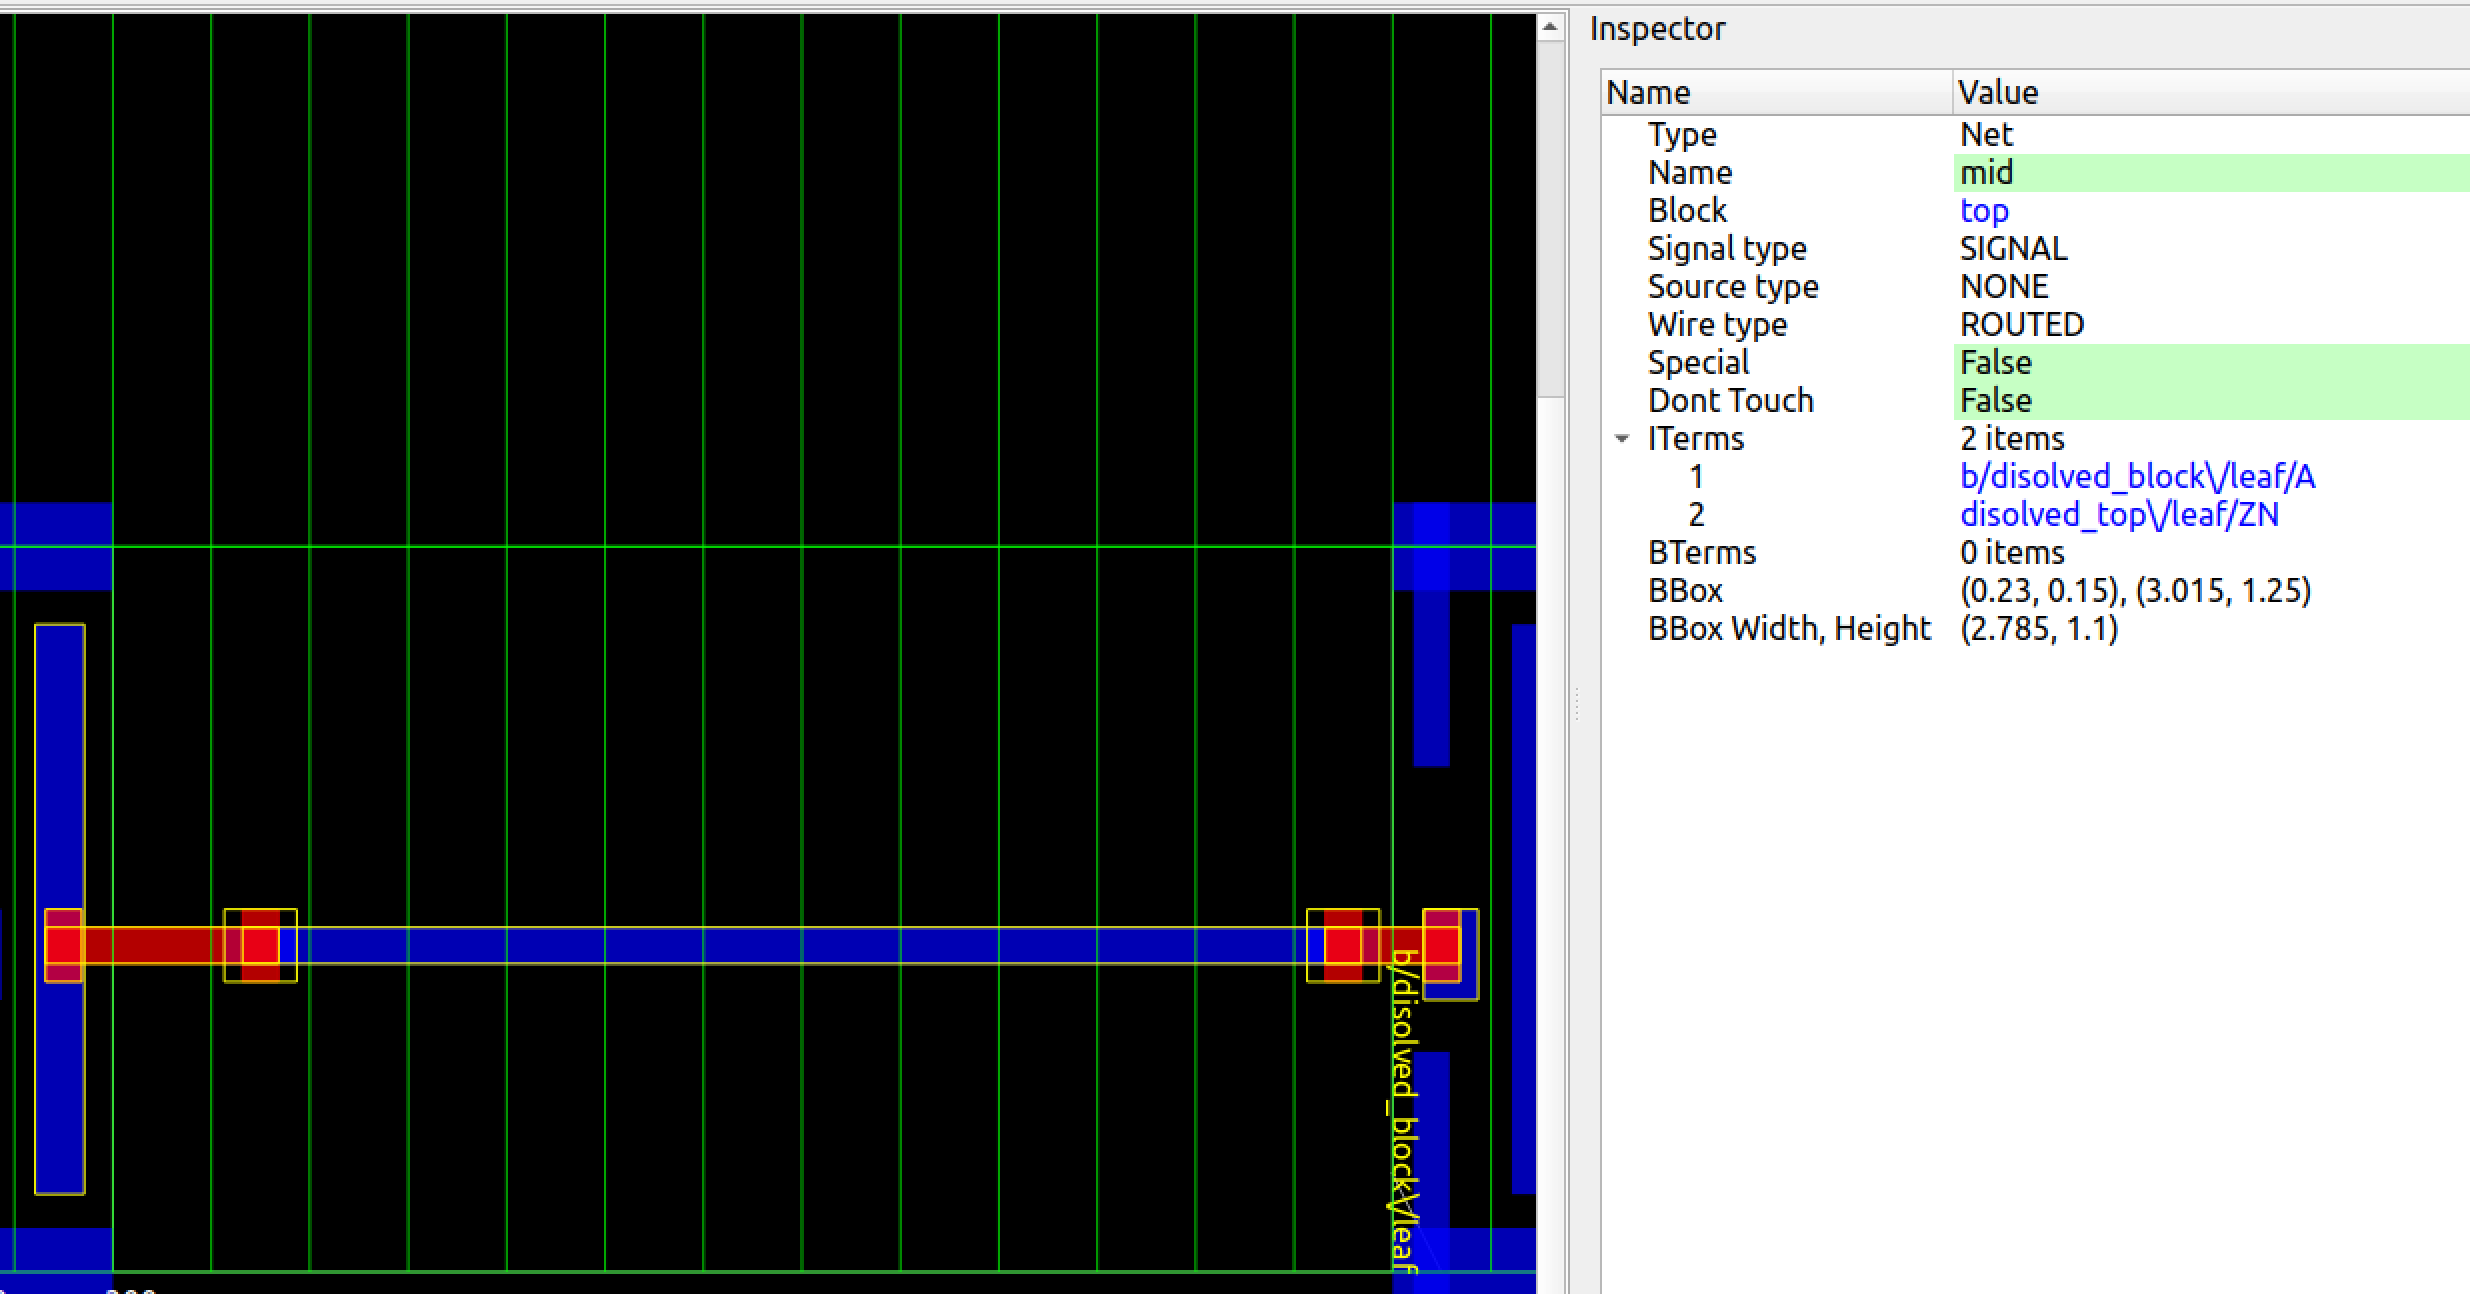 Inspector
Name Value
Type Net
Name mid
Block top
Signal type SIGNAL
Source type NONE
Wire type ROUTED
Special False
Dont Touch False
ITerms 2 items
1 b/disolved_block\/leaf/A
2 disolved_top\/leaf/ZN
BTerms 0 items
BBox (0.23, 0.15), (3.015, 1.25)
BBox Width, Height (2.785, 1.1)
b/disolved_block\/leaf